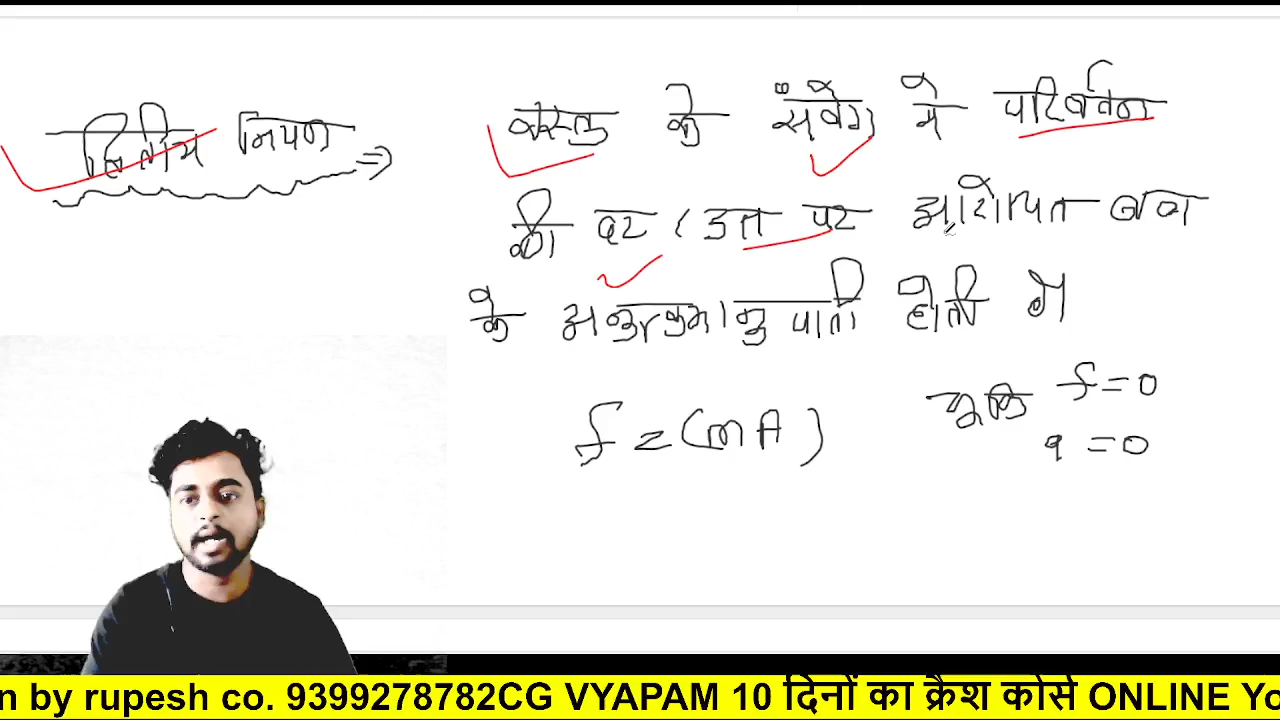 द्वितीय नियम ⇒
वस्तु के संवेग मे परिवर्तन
की दर, उस पर आरोपित बल
के अनुक्रमानुपाती होती है
यदि f = 0
f = (mA)
a = 0
n by rupesh co. 9399278782CG VYAPAM 10 दिनों का क्रैश कोर्स ONLINE Yo